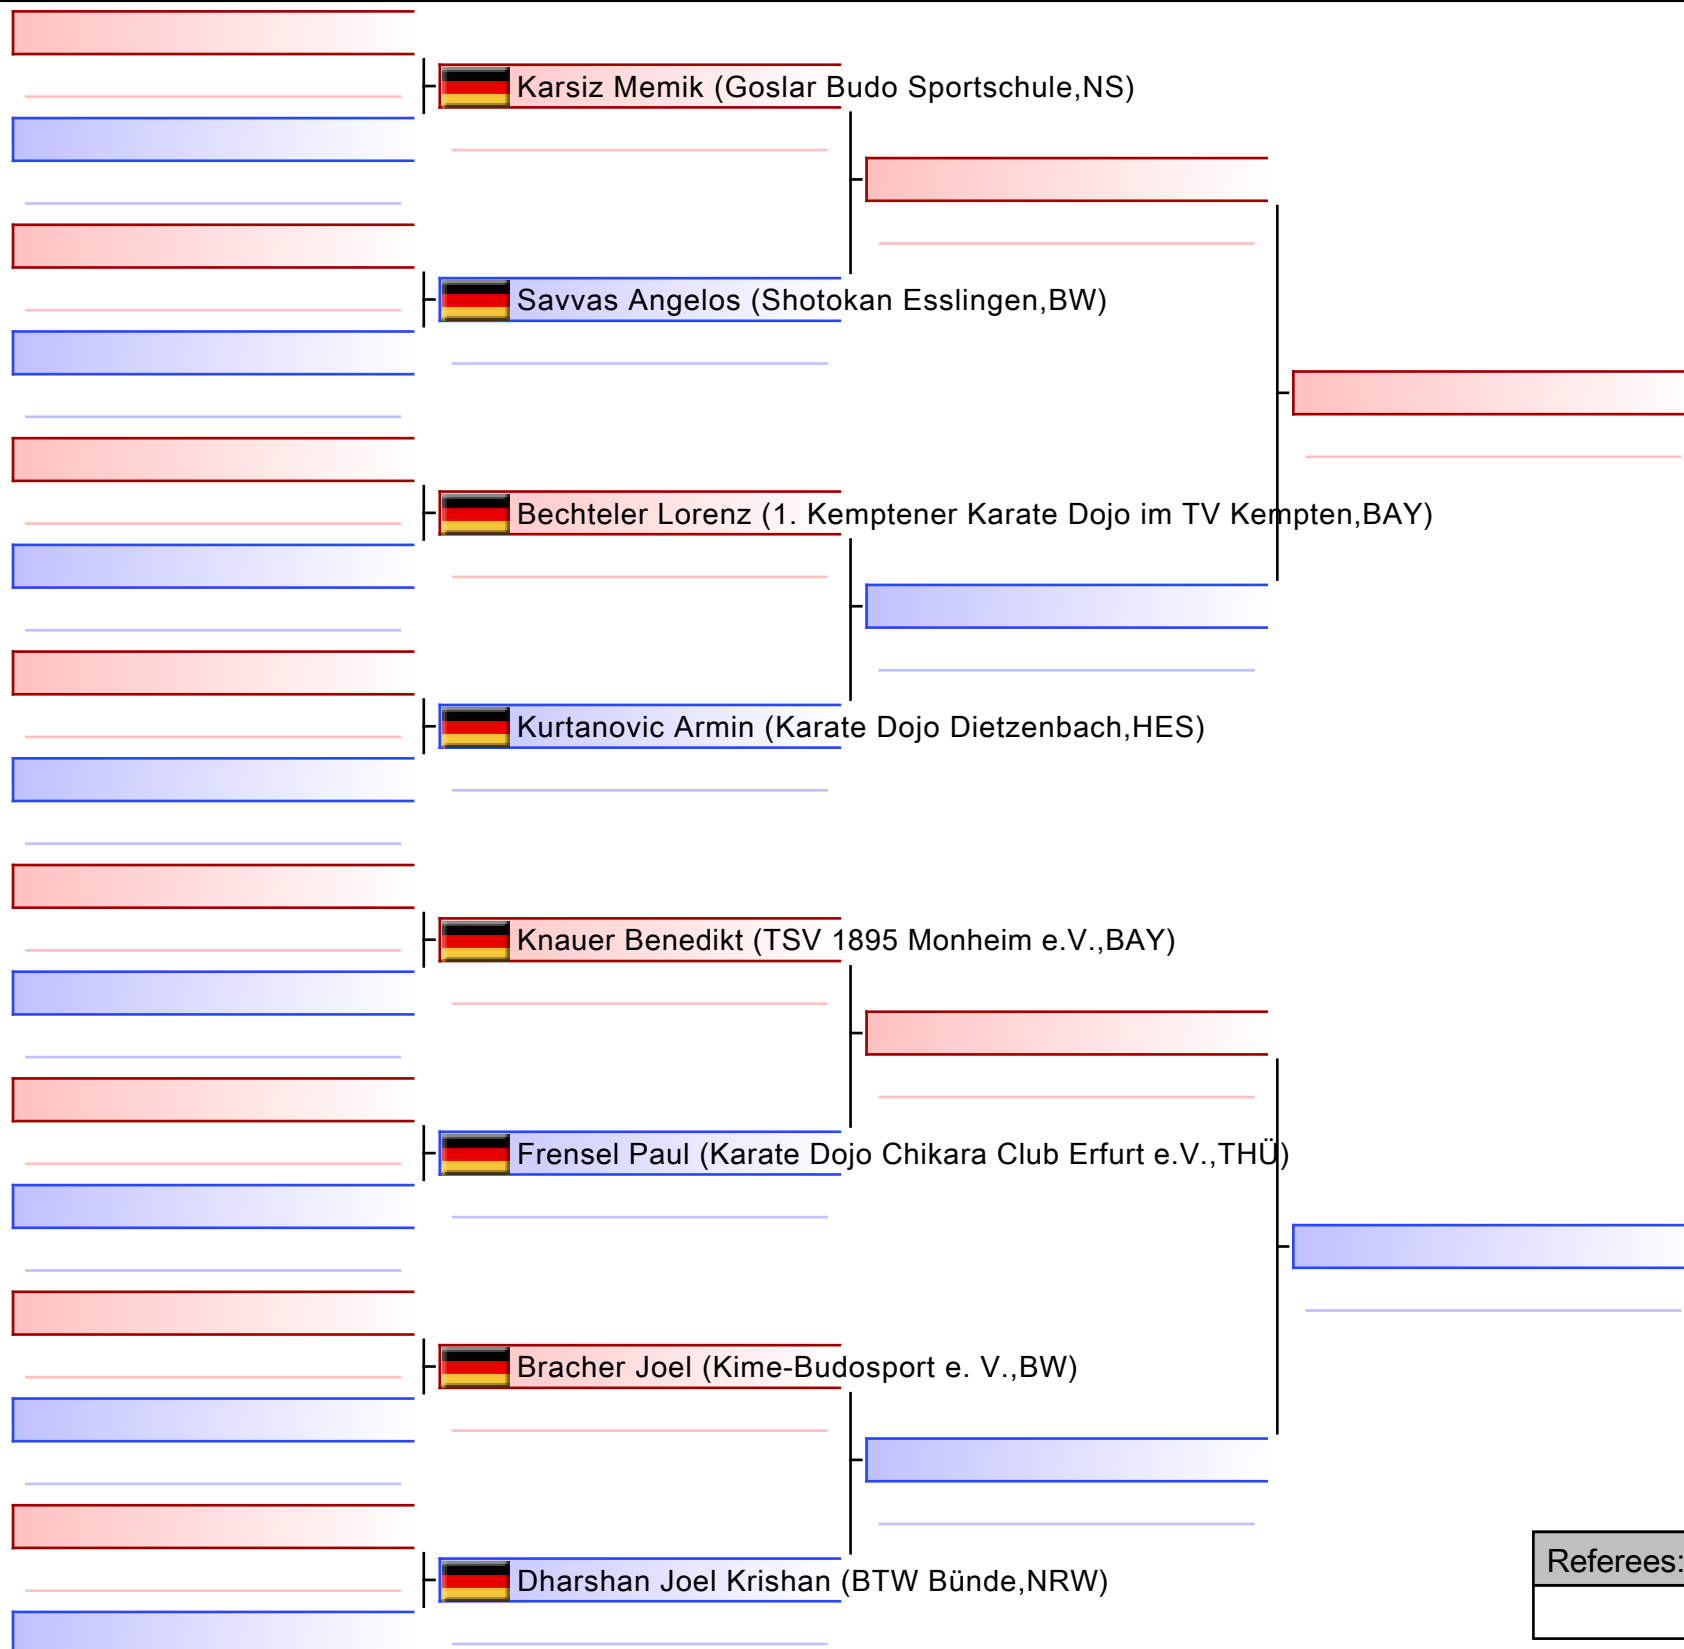 Karsiz Memik (Goslar Budo Sportschule,NS)
Savvas Angelos (Shotokan Esslingen,BW)
Bechteler Lorenz (1. Kemptener Karate Dojo im TV Kempten,BAY)
Kurtanovic Armin (Karate Dojo Dietzenbach,HES)
Knauer Benedikt (TSV 1895 Monheim e.V.,BAY)
Frensel Paul (Karate Dojo Chikara Club Erfurt e.V.,THÜ)
Bracher Joel (Kime-Budosport e. V.,BW)
Dharshan Joel Krishan (BTW Bünde,NRW)
Referees: